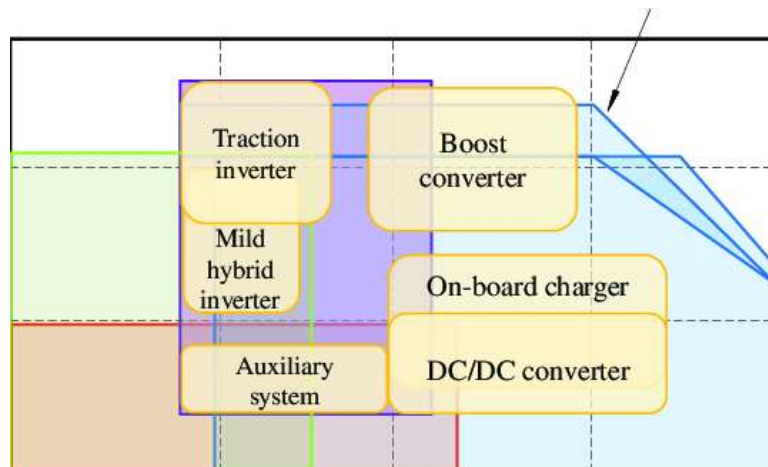 Traction
inverter
Boost
converter
Mild
hybrid
inverter
On-board charger
Auxiliary
system
DC/DC converter